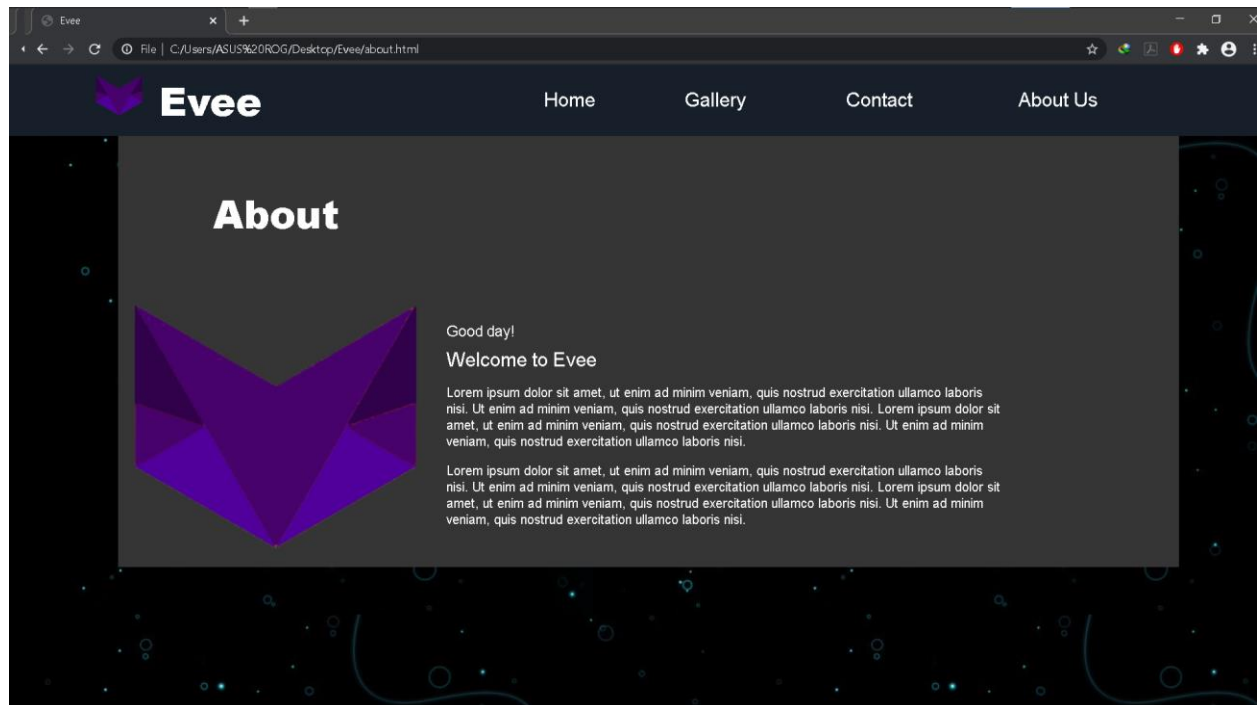 Evee
File | C:/Users/ASUS%20ROG/Desktop/Evee/about.html
Evee Home Gallery Contact About Us
About
Good day!
Welcome to Evee
Lorem ipsum dolor sit amet, ut enim ad minim veniam, quis nostrud exercitation ullamco laboris
nisi. Ut enim ad minim veniam, quis nostrud exercitation ullamco laboris nisi. Lorem ipsum dolor sit
amet, ut enim ad minim veniam, quis nostrud exercitation ullamco laboris nisi. Ut enim ad minim
veniam, quis nostrud exercitation ullamco laboris nisi.
Lorem ipsum dolor sit amet, ut enim ad minim veniam, quis nostrud exercitation ullamco laboris
nisi. Ut enim ad minim veniam, quis nostrud exercitation ullamco laboris nisi. Lorem ipsum dolor sit
amet, ut enim ad minim veniam, quis nostrud exercitation ullamco laboris nisi. Ut enim ad minim
veniam, quis nostrud exercitation ullamco laboris nisi.